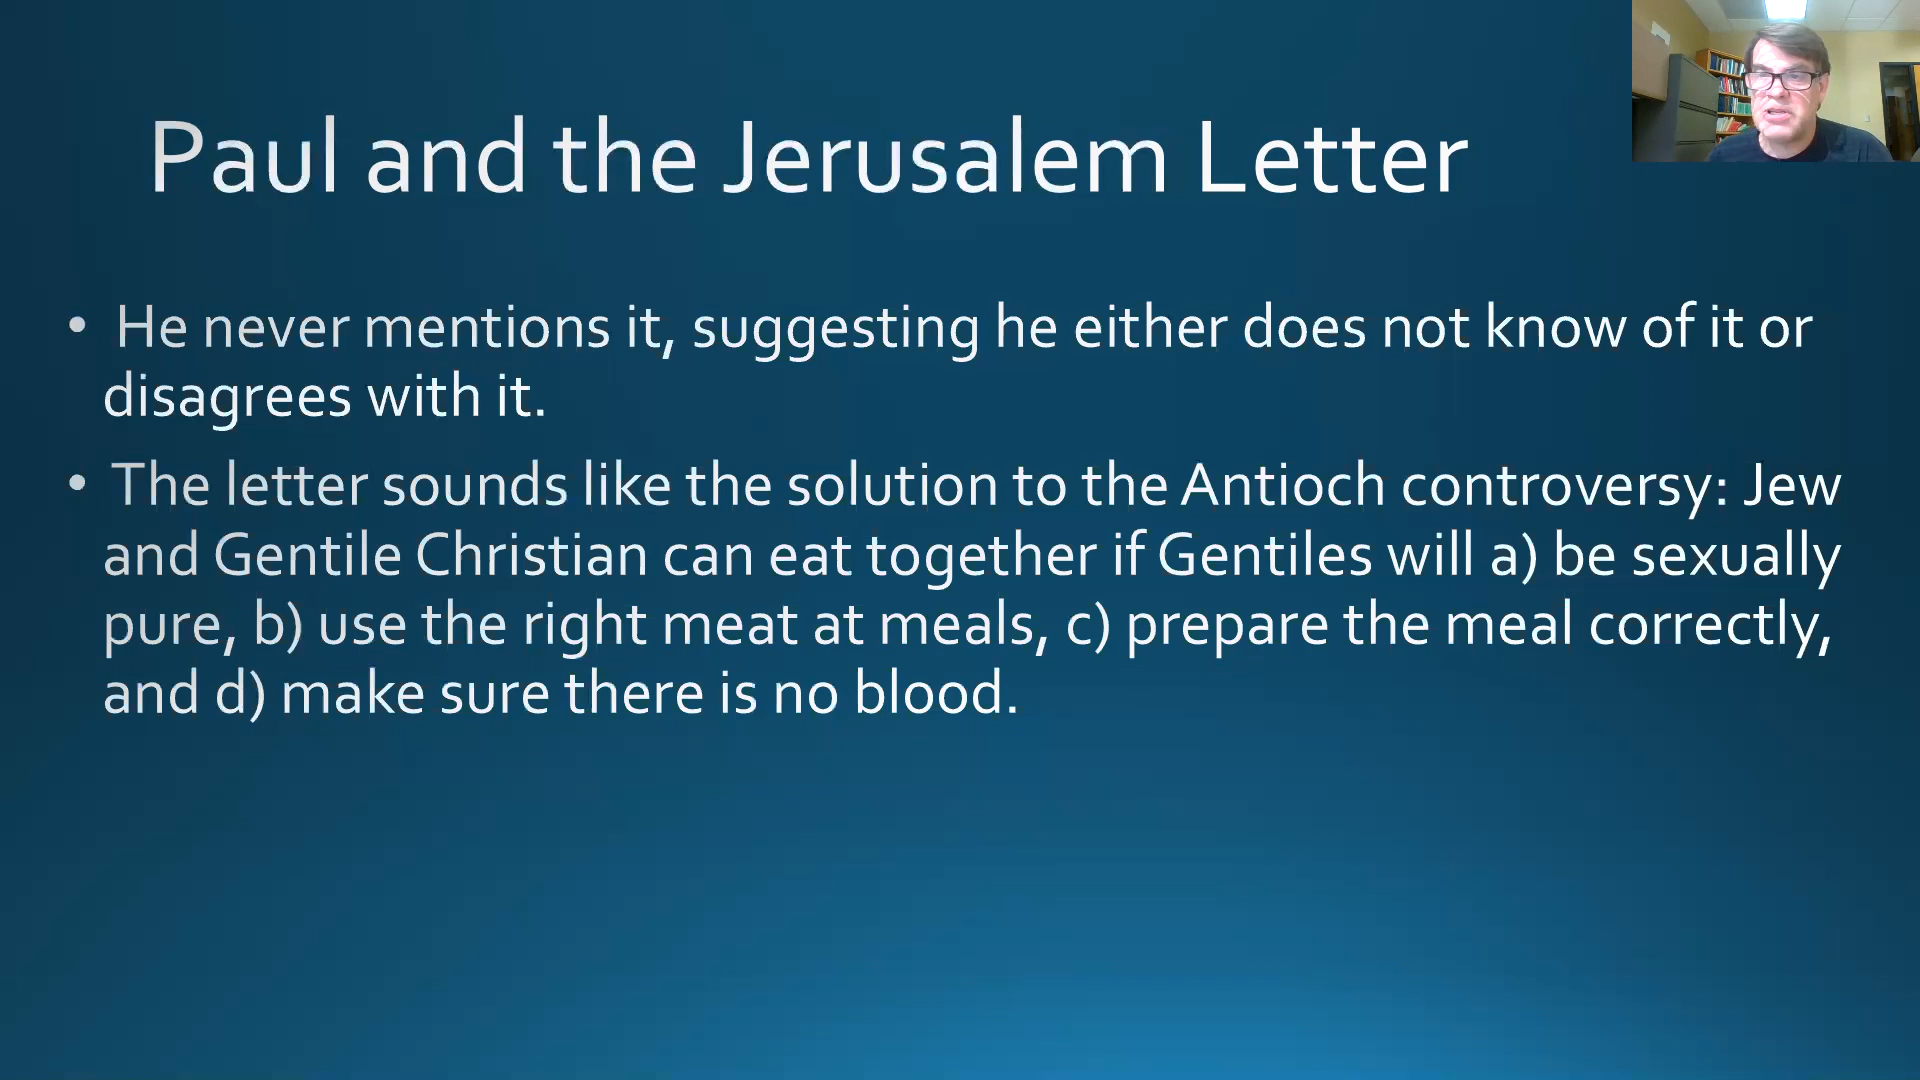 Paul and the Jerusalem Letter
• He never mentions it, suggesting he either does not know of it or
disagrees with it.
• The letter sounds like the solution to the Antioch controversy: Jew
and Gentile Christian can eat together if Gentiles will a) be sexually
pure, b) use the right meat at meals, c) prepare the meal correctly,
and d) make sure there is no blood.